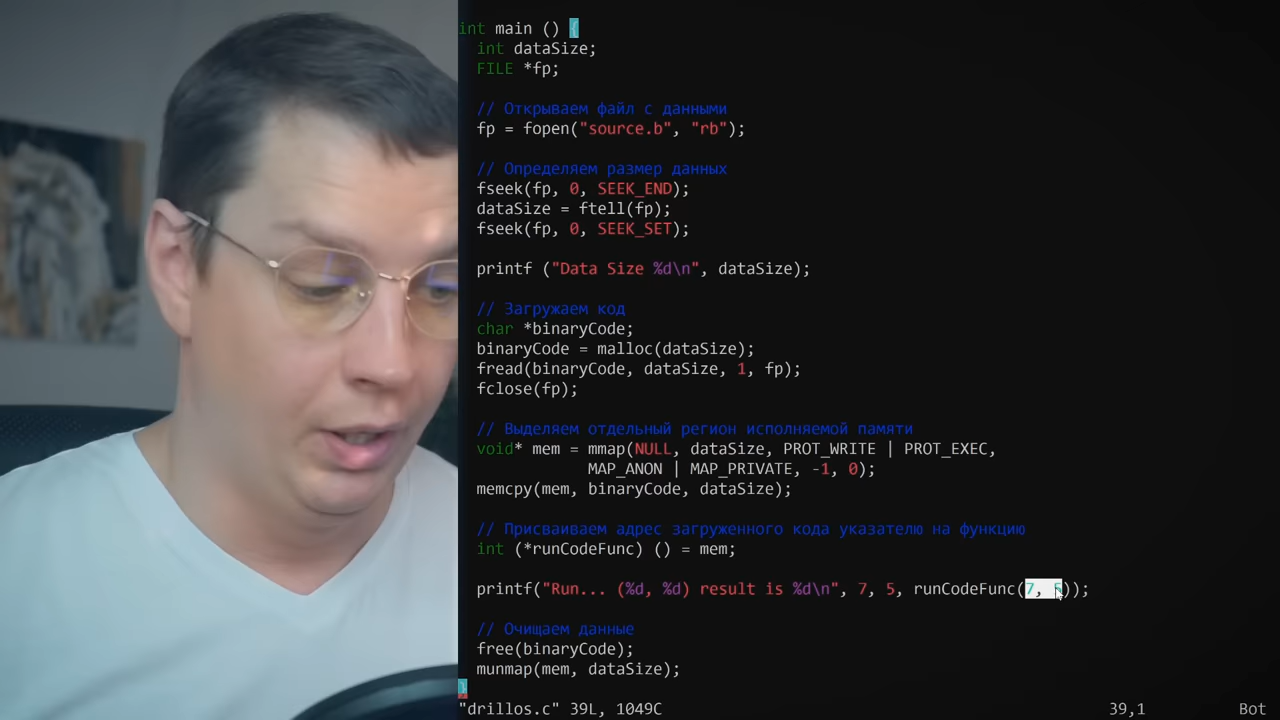 int main () {
int dataSize;
FILE *fp;
// Открываем файл с данными
fp = fopen("source.b", "rb");
// Определяем размер данных
fseek(fp, 0, SEEK_END);
dataSize = ftell(fp);
fseek(fp, 0, SEEK_SET);
printf ("Data Size %d\n", dataSize);
// Загружаем код
char *binaryCode;
binaryCode = malloc(dataSize);
fread(binaryCode, dataSize, 1, fp);
fclose(fp);
// Выделяем отдельный регион исполняемой памяти
void* mem = mmap(NULL, dataSize, PROT_WRITE | PROT_EXEC,
MAP_ANON | MAP_PRIVATE, -1, 0);
memcpy(mem, binaryCode, dataSize);
// Присваиваем адрес загруженного кода указателю на функцию
int (*runCodeFunc) () = mem;
printf("Run... (%d, %d) result is %d\n", 7, 5, runCodeFunc(7, 5));
// Очищаем данные
free(binaryCode);
munmap(mem, dataSize);
}
"drillos.c" 39L, 1049C 39,1 Bot